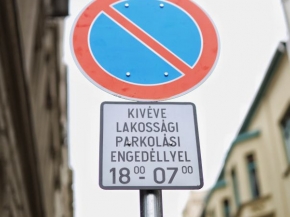 KIVÉVE
LAKOSSÁGI
PARKOLÁSI
ENGEDÉLLYEL
18⁰⁰ - 07⁰⁰